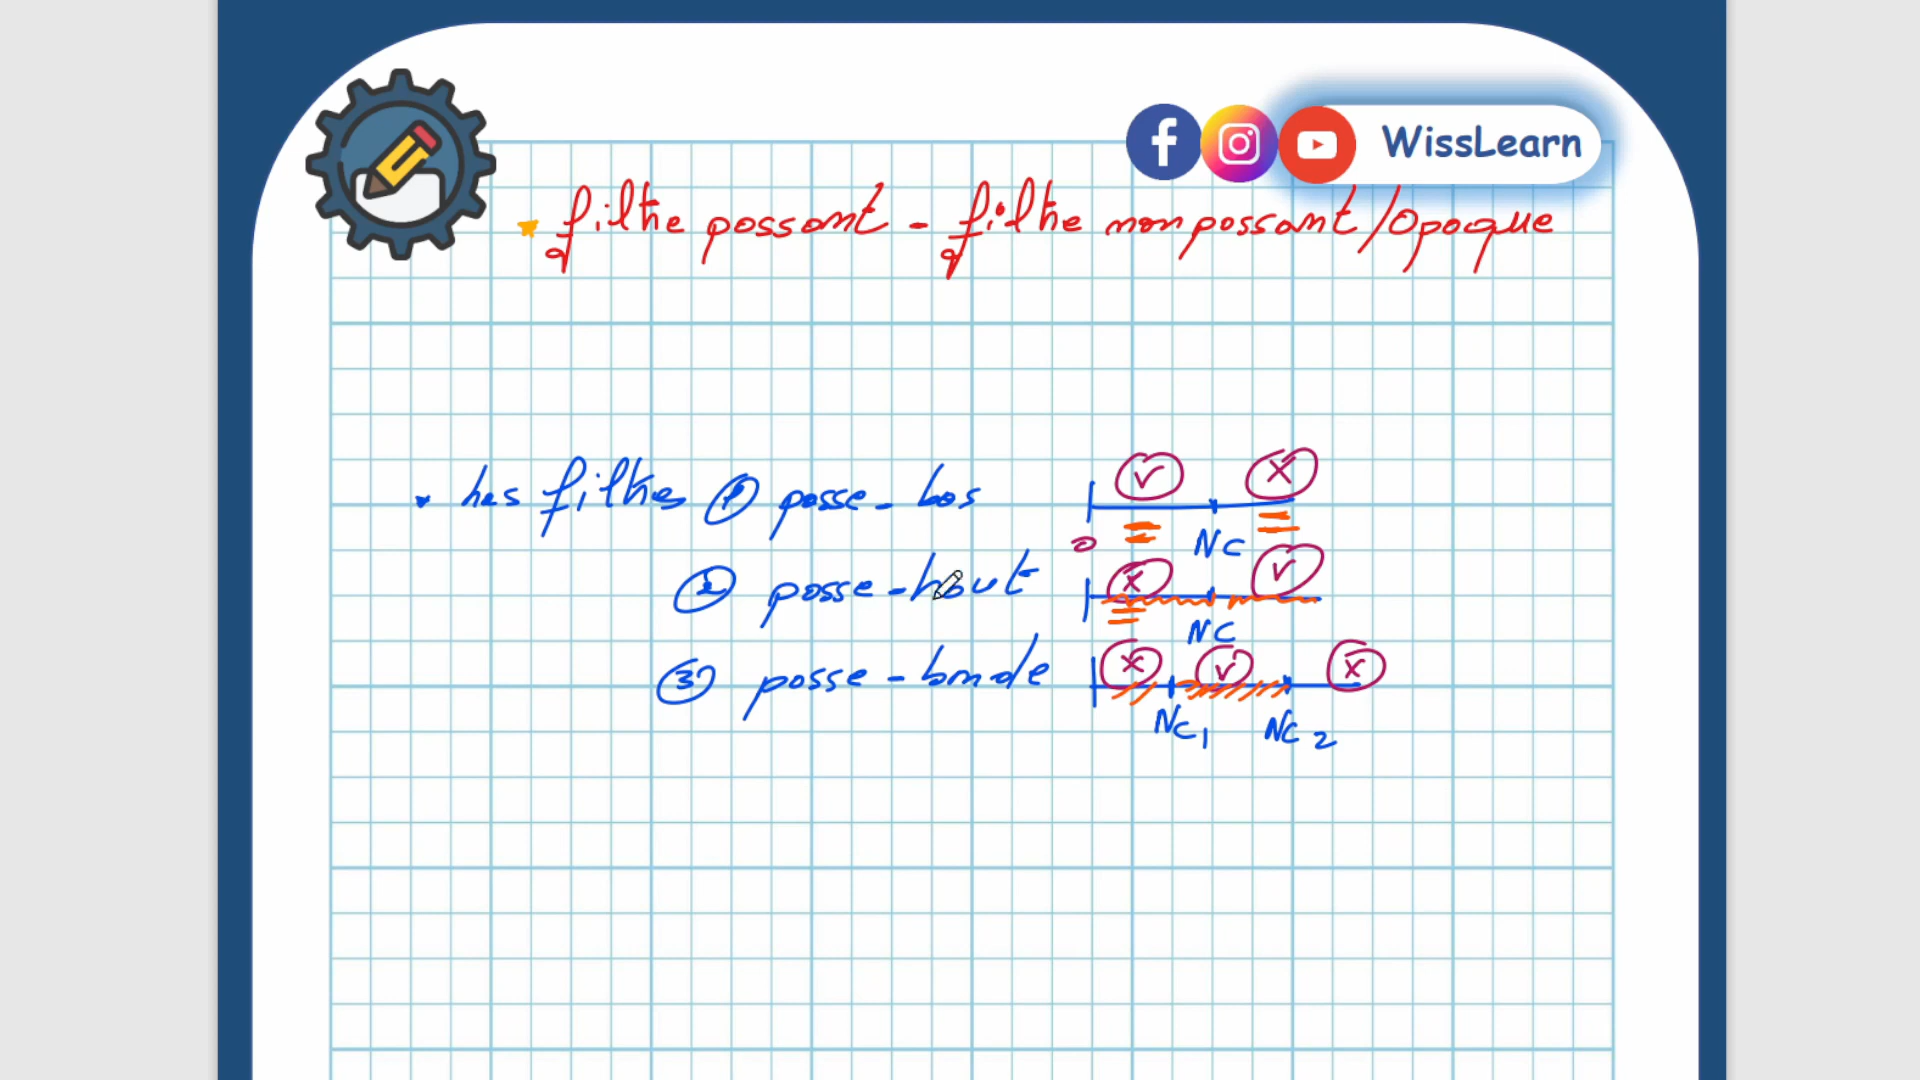 WissLearn
filtre passant - filtre non passant / opaque
les filtres ① passe-bas V X
0 NC
② passe-haut X V
NC
③ passe-bande X V X
NC1 NC2